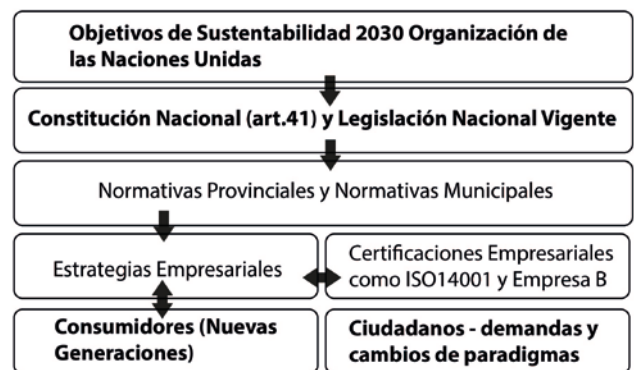 Objetivos de Sustentabilidad 2030 Organización de
las Naciones Unidas
Constitución Nacional (art.41) y Legislación Nacional Vigente
Normativas Provinciales y Normativas Municipales
Estrategias Empresariales
Certificaciones Empresariales
como ISO14001 y Empresa B
Consumidores (Nuevas
Generaciones)
Ciudadanos - demandas y
cambios de paradigmas